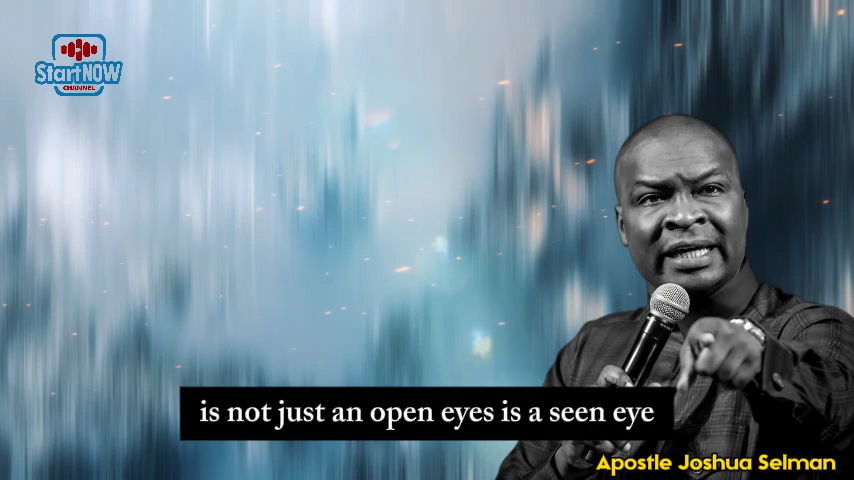 StartNOW
CHANNEL
is not just an open eyes is a seen eye
Apostle Joshua Selman